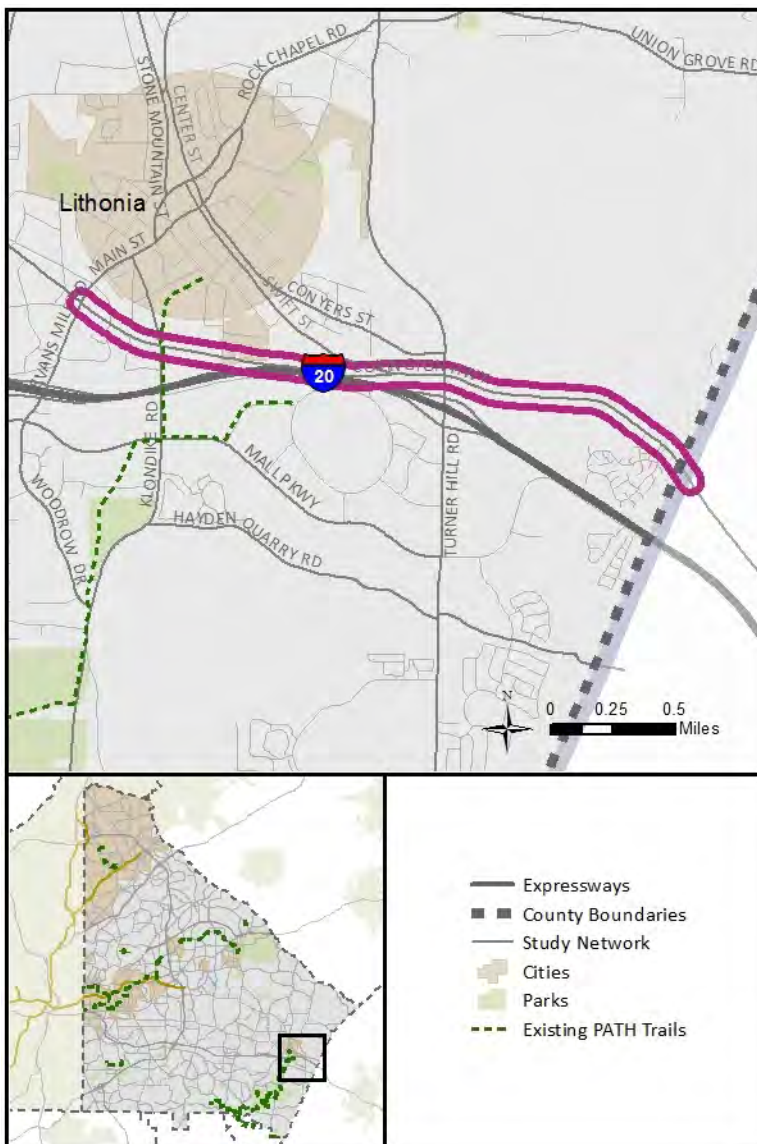 UNION GROVE RD
ROCK CHAPEL RD
STONE MOUNTAIN ST
CENTER ST
Lithonia
MAIN ST
CONYERS ST
SWIFT ST
20
KLONDIKE RD
MALL PKWY
TURNER HILL RD
WOODROW DR
HAYDEN QUARRY RD
N
0 0.25 0.5
Miles
Expressways
County Boundaries
Study Network
Cities
Parks
Existing PATH Trails